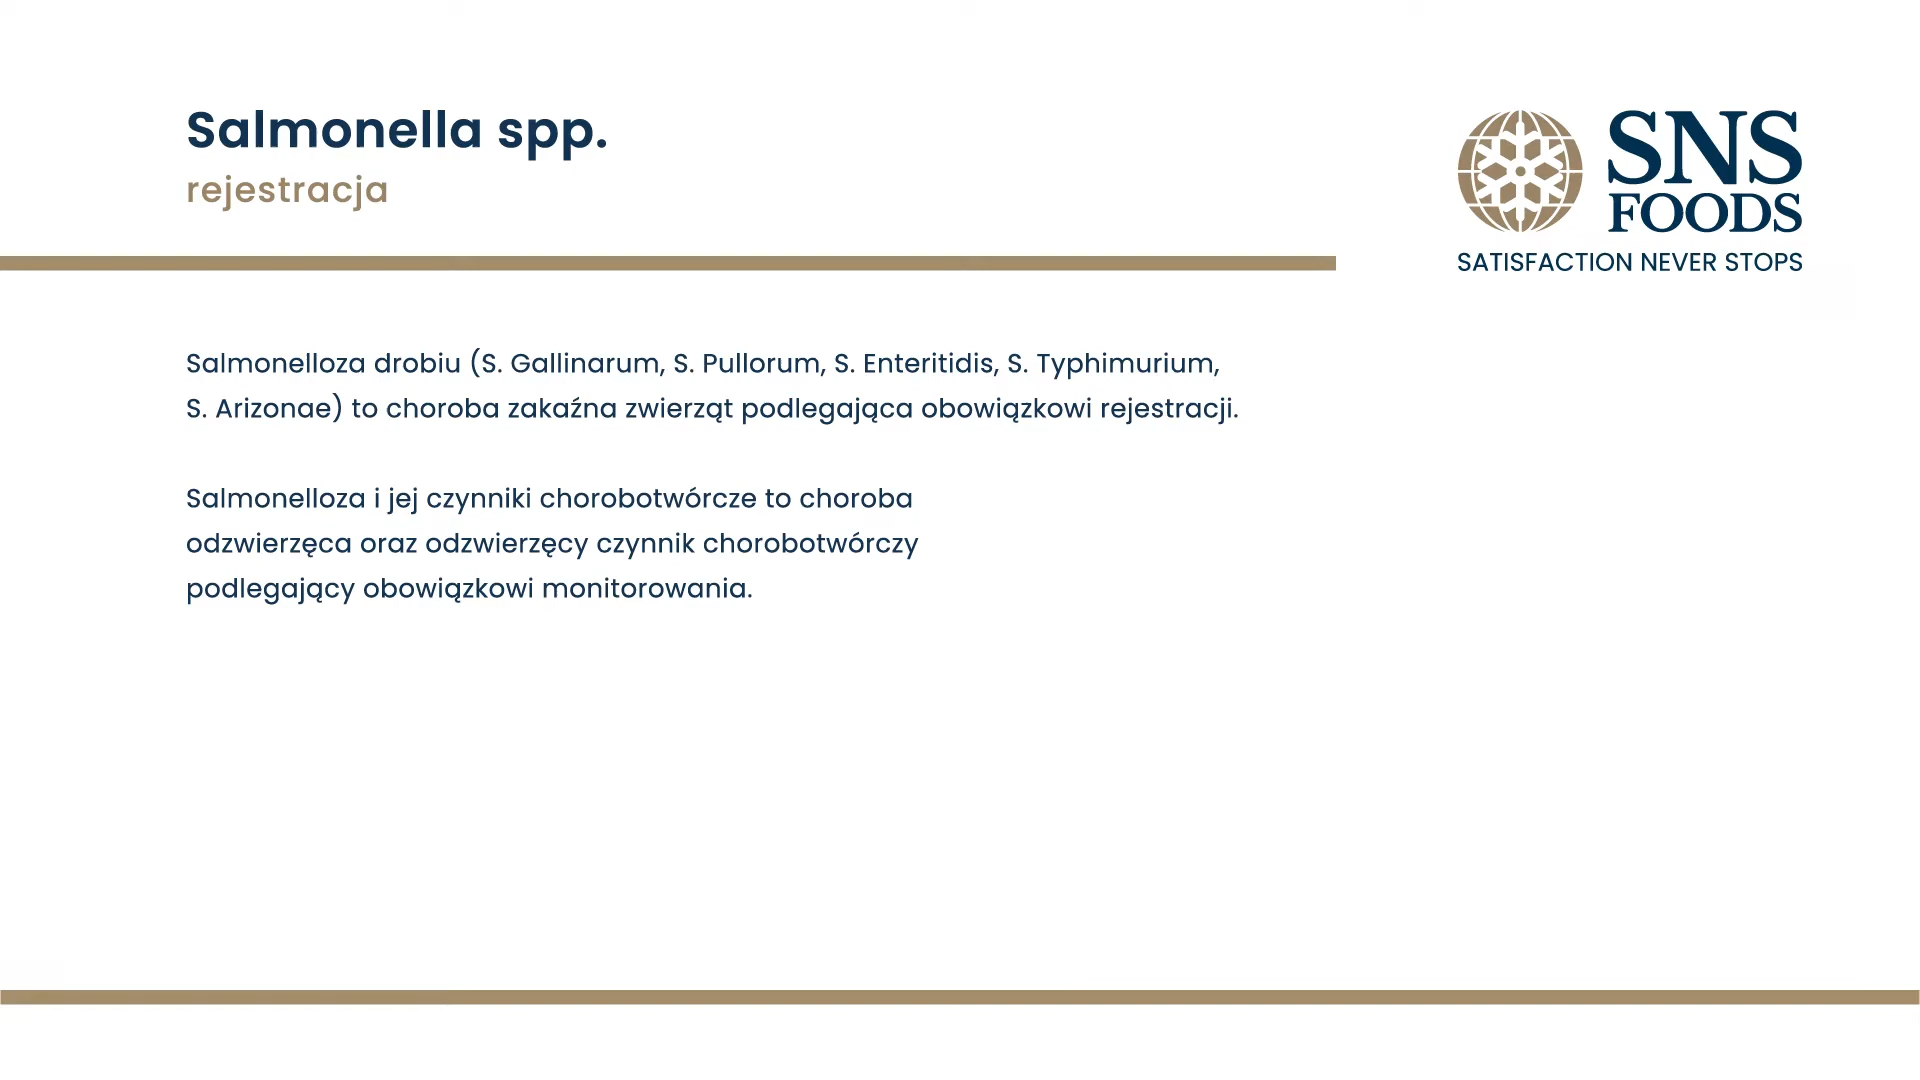 Salmonella spp.
rejestracja
SNS
FOODS
SATISFACTION NEVER STOPS
Salmonelloza drobiu (S. Gallinarum, S. Pullorum, S. Enteritidis, S. Typhimurium,
S. Arizonae) to choroba zakaźna zwierząt podlegająca obowiązkowi rejestracji.
Salmonelloza i jej czynniki chorobotwórcze to choroba
odzwierzęca oraz odzwierzęcy czynnik chorobotwórczy
podlegający obowiązkowi monitorowania.